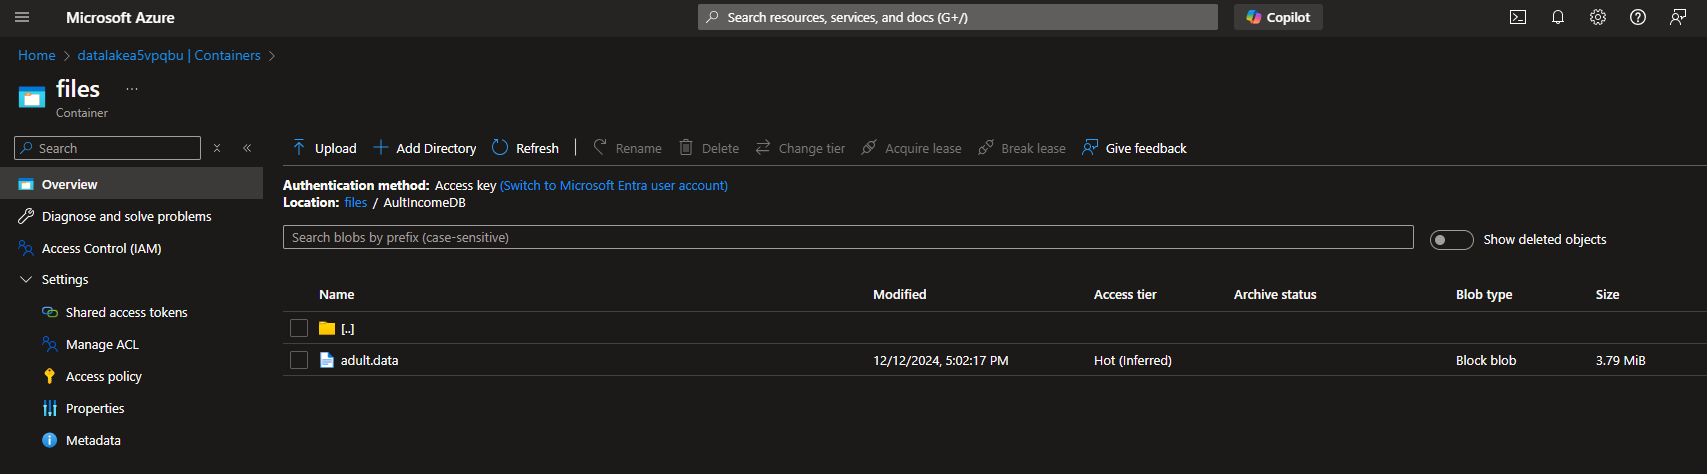 Microsoft Azure
Search resources, services, and docs (G+/)
Copilot
Home > datalakea5vpqbu | Containers >
files ...
Container
Search
Overview
Diagnose and solve problems
Access Control (IAM)
Settings
Shared access tokens
Manage ACL
Access policy
Properties
Metadata
Upload Add Directory Refresh Rename Delete Change tier Acquire lease Break lease Give feedback
Authentication method: Access key (Switch to Microsoft Entra user account)
Location: files / AultIncomeDB
Search blobs by prefix (case-sensitive)
Show deleted objects
Name Modified Access tier Archive status Blob type Size
[..]
adult.data 12/12/2024, 5:02:17 PM Hot (Inferred) Block blob 3.79 MiB